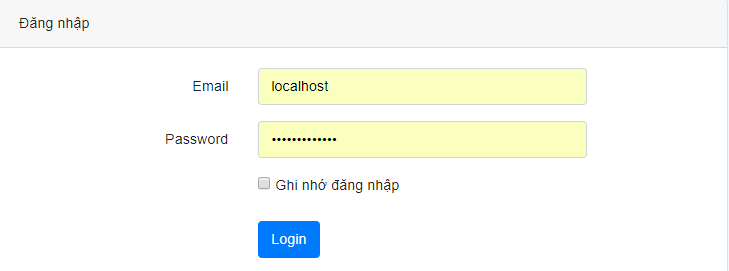 Đăng nhập
Email localhost
Password •••••••••••••
Ghi nhớ đăng nhập
Login